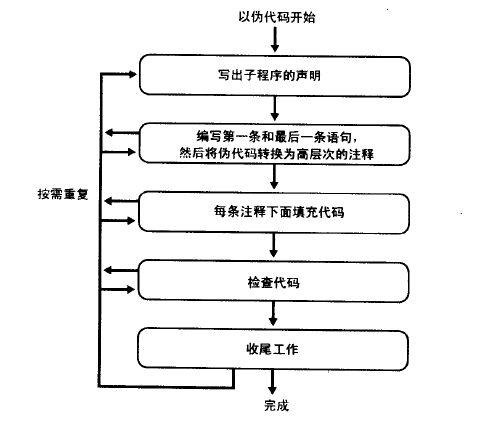 以伪代码开始
写出子程序的声明
编写第一条和最后一条语句，
然后将伪代码转换为高层次的注释
按需重复
每条注释下面填充代码
检查代码
收尾工作
完成